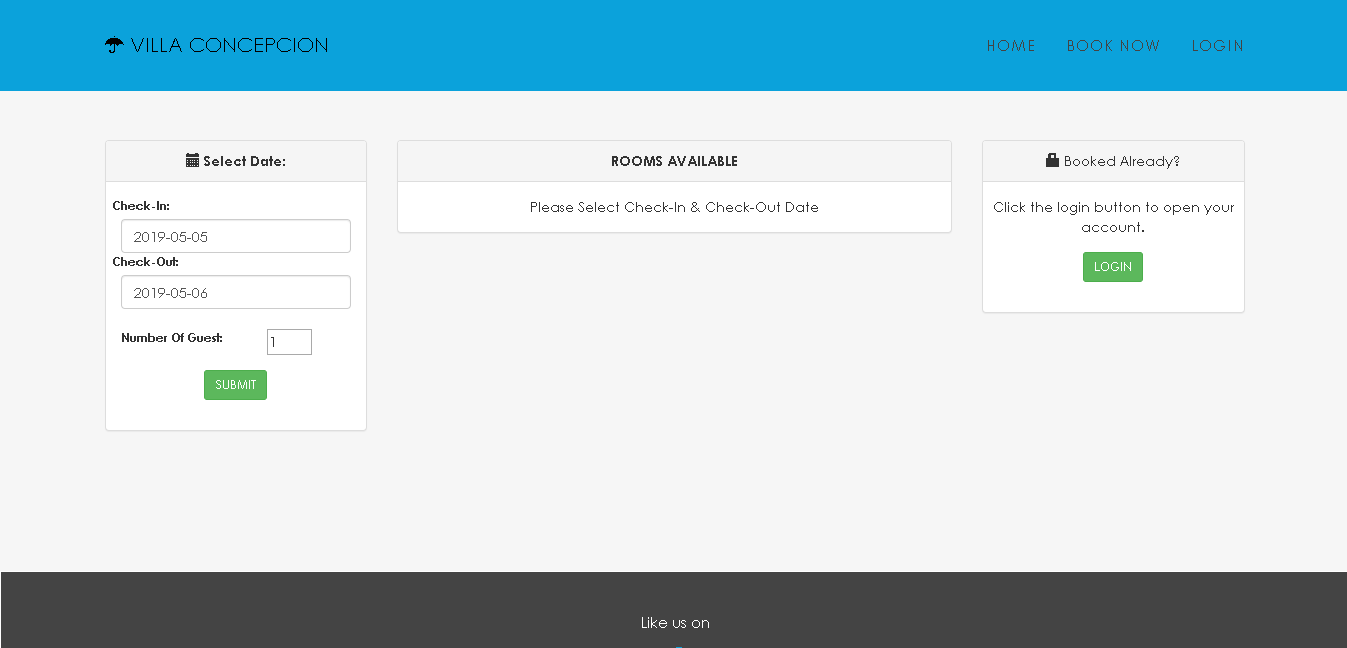 VILLA CONCEPCION
HOME
BOOK NOW
LOGIN
Select Date:
Check-In:
2019-05-05
Check-Out:
2019-05-06
Number Of Guest:
1
SUBMIT
ROOMS AVAILABLE
Please Select Check-In & Check-Out Date
Booked Already?
Click the login button to open your
account.
LOGIN
Like us on